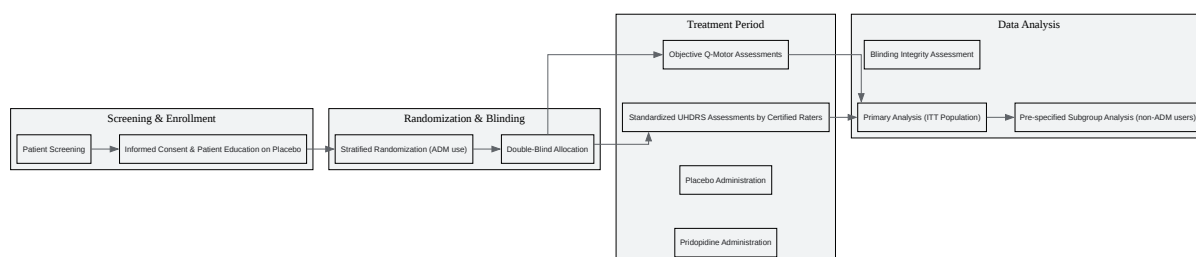 Screening & Enrollment
Patient Screening
Informed Consent & Patient Education on Placebo
Randomization & Blinding
Stratified Randomization (ADM use)
Double-Blind Allocation
Treatment Period
Objective Q-Motor Assessments
Standardized UHDRS Assessments by Certified Raters
Placebo Administration
Pridopidine Administration
Data Analysis
Blinding Integrity Assessment
Primary Analysis (ITT Population)
Pre-specified Subgroup Analysis (non-ADM users)